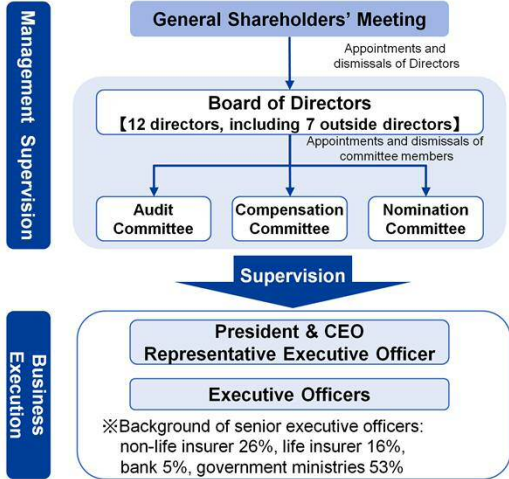 Management Supervision
General Shareholders’ Meeting
Appointments and
dismissals of Directors
Board of Directors
【12 directors, including 7 outside directors】
Appointments and dismissals of
committee members
Audit
Committee
Compensation
Committee
Nomination
Committee
Supervision
Business
Execution
President & CEO
Representative Executive Officer
Executive Officers
※Background of senior executive officers:
non-life insurer 26%, life insurer 16%,
bank 5%, government ministries 53%